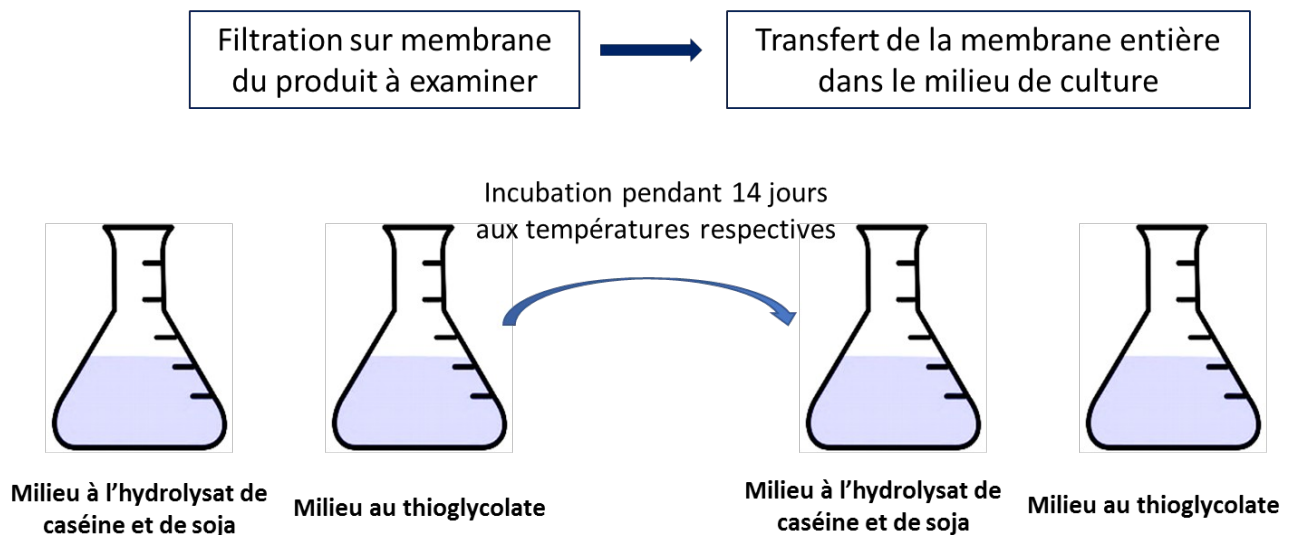 Filtration sur membrane
du produit à examiner
Transfert de la membrane entière
dans le milieu de culture
Incubation pendant 14 jours
aux températures respectives
Milieu à l'hydrolysat de
caséine et de soja
Milieu au thioglycolate
Milieu à l'hydrolysat de
caséine et de soja
Milieu au thioglycolate